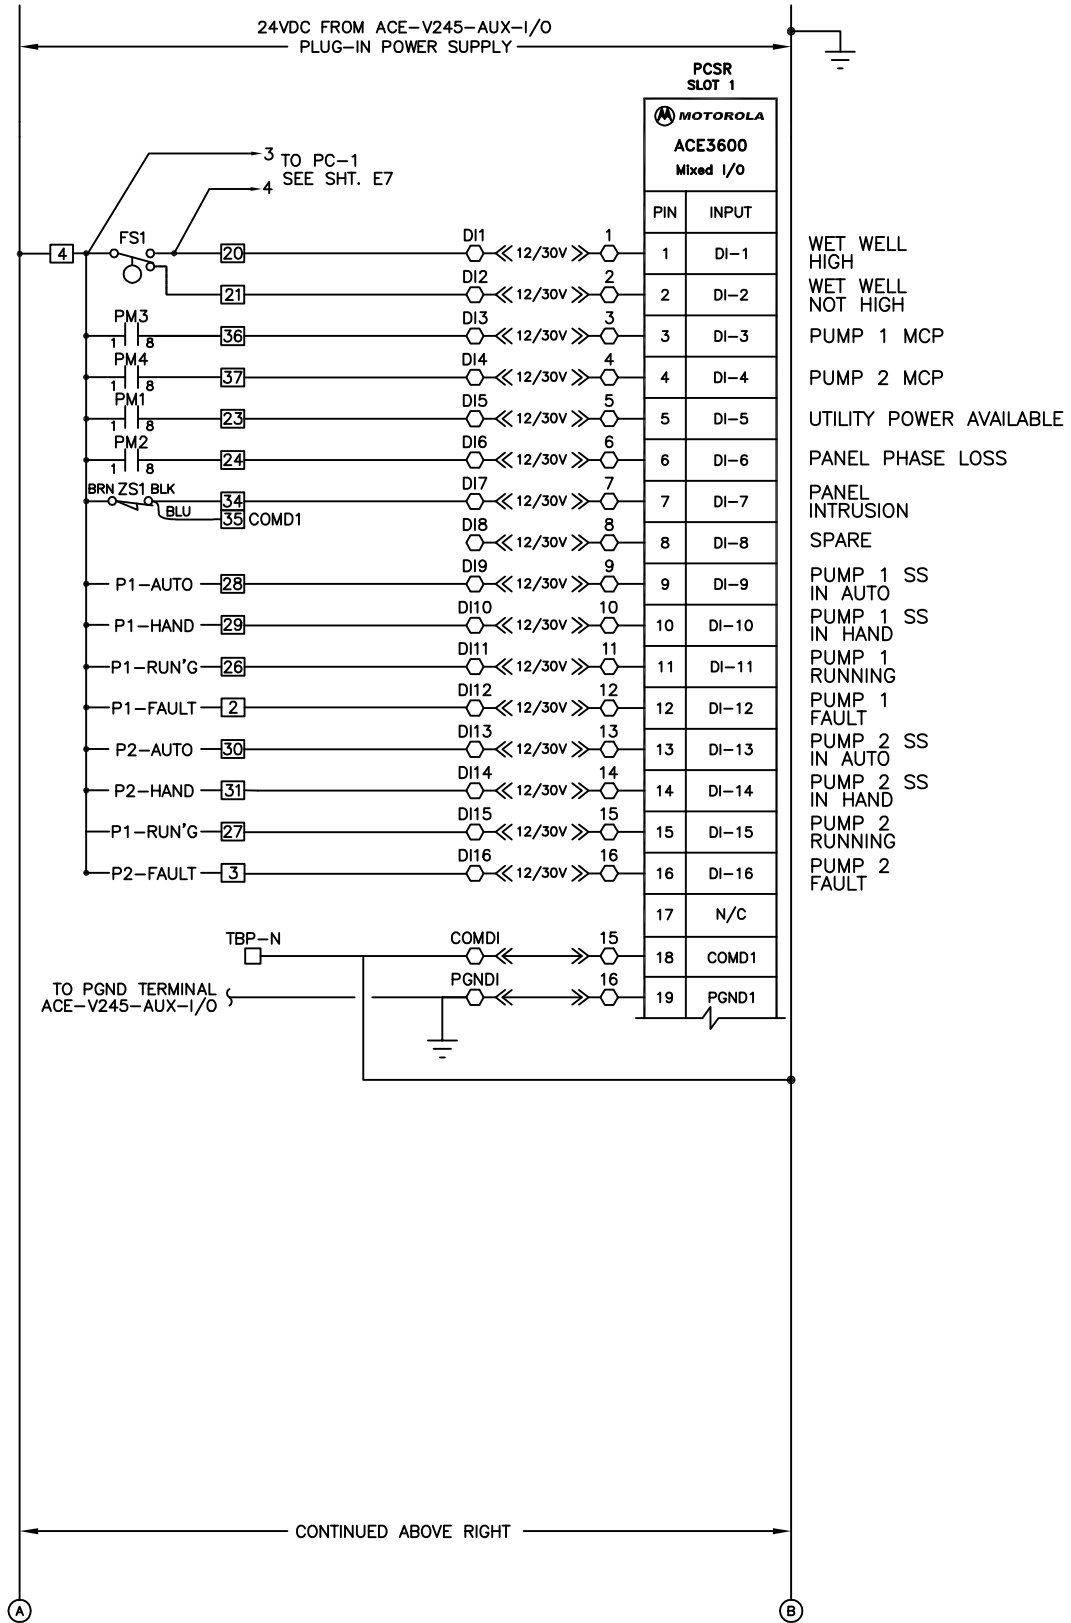 24VDC FROM ACE-V245-AUX-I/O
PLUG-IN POWER SUPPLY
PCSR
SLOT 1
M MOTOROLA
ACE3600
Mixed I/O
3 TO PC-1
4 SEE SHT. E7
PIN INPUT
4 FS1 20 DI1 12/30V 1 1 DI-1 WET WELL
HIGH
21 DI2 12/30V 2 2 DI-2 WET WELL
NOT HIGH
PM3 1 8 36 DI3 12/30V 3 3 DI-3 PUMP 1 MCP
PM4 1 8 37 DI4 12/30V 4 4 DI-4 PUMP 2 MCP
PM1 1 8 23 DI5 12/30V 5 5 DI-5 UTILITY POWER AVAILABLE
PM2 1 8 24 DI6 12/30V 6 6 DI-6 PANEL PHASE LOSS
BRN ZS1 BLK 34 DI7 12/30V 7 7 DI-7 PANEL
INTRUSION
BLU 35 COMD1
DI8 12/30V 8 8 DI-8 SPARE
P1-AUTO 28 DI9 12/30V 9 9 DI-9 PUMP 1 SS
IN AUTO
P1-HAND 29 DI10 12/30V 10 10 DI-10 PUMP 1 SS
IN HAND
P1-RUN'G 26 DI11 12/30V 11 11 DI-11 PUMP 1
RUNNING
P1-FAULT 2 DI12 12/30V 12 12 DI-12 PUMP 1
FAULT
P2-AUTO 30 DI13 12/30V 13 13 DI-13 PUMP 2 SS
IN AUTO
P2-HAND 31 DI14 12/30V 14 14 DI-14 PUMP 2 SS
IN HAND
P1-RUN'G 27 DI15 12/30V 15 15 DI-15 PUMP 2
RUNNING
P2-FAULT 3 DI16 12/30V 16 16 DI-16 PUMP 2
FAULT
17 N/C
TBP-N COMDI 15 18 COMD1
TO PGND TERMINAL
ACE-V245-AUX-I/O
PGNDI 16 19 PGND1
CONTINUED ABOVE RIGHT
A B